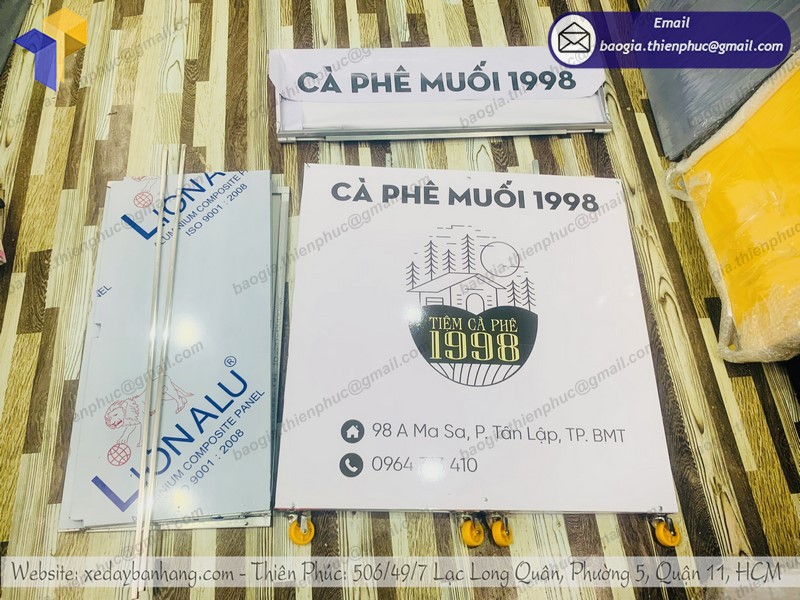 Email
baogia.thienphuc@gmail.com
CÀ PHÊ MUỐI 1998
CÀ PHÊ MUỐI 1998
TIỆM CÀ PHÊ
1998
98 A Ma Sa, P. Tân Lập, TP. BMT
0964 410
LIONALU
ALUMINIUM COMPOSITE PANEL
ISO 9001 : 2008
LIONALU®
ALUMINIUM COMPOSITE PANEL
ISO 9001 : 2008
Website: xedaybanhang.com - Thiên Phúc: 506/49/7 Lạc Long Quân, Phường 5, Quận 11, HCM